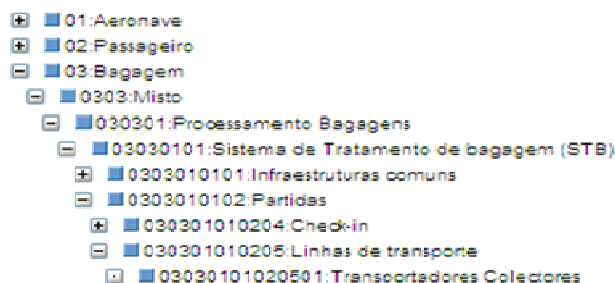 01:Aeronave
02:Passageiro
03:Bagagem
0303:Misto
030301:Processamento Bagagens
03030101:Sistema de Tratamento de bagagem (STB)
0303010101:Infraestruturas comuns
0303010102:Partidas
030301010204:Check-in
030301010205:Linhas de transporte
03030101020501:Transportadores Colectores